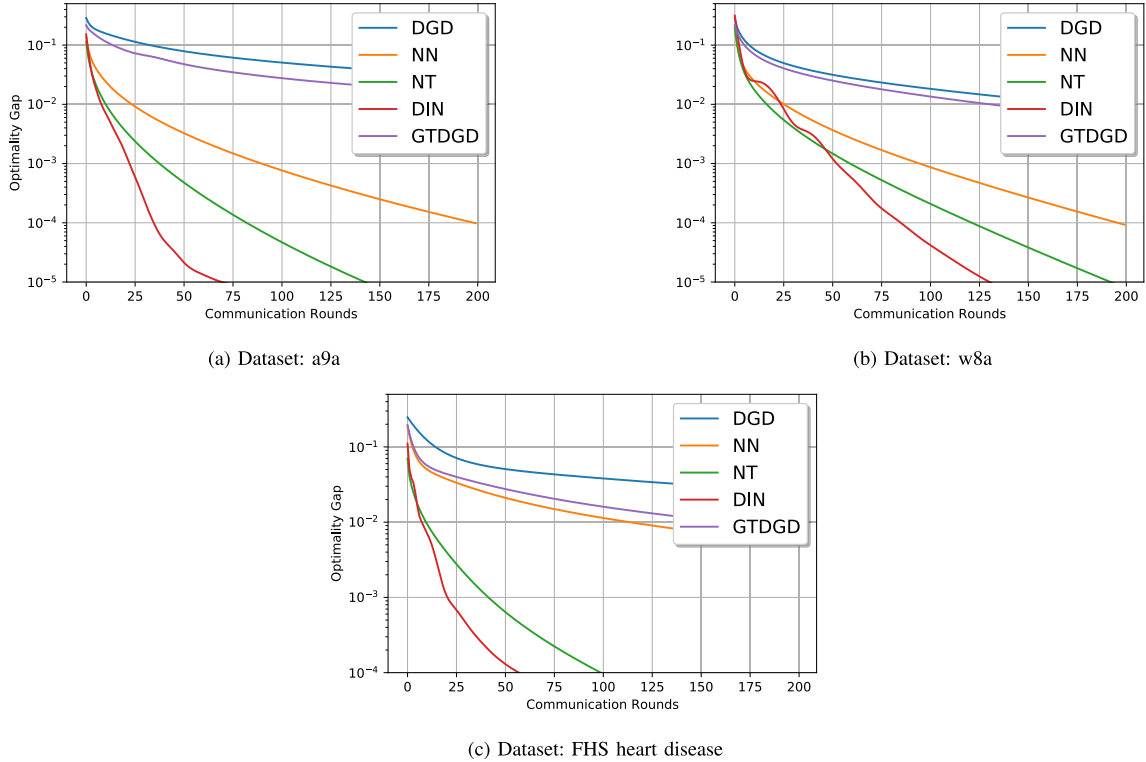 DGD
NN
NT
DIN
GTDGD
Optimality Gap
10⁻¹
10⁻²
10⁻³
10⁻⁴
10⁻⁵
0 25 50 75 100 125 150 175 200
Communication Rounds
(a) Dataset: a9a
DGD
NN
NT
DIN
GTDGD
10⁻¹
10⁻²
10⁻³
10⁻⁴
10⁻⁵
0 25 50 75 100 125 150 175 200
Communication Rounds
(b) Dataset: w8a
DGD
NN
NT
DIN
GTDGD
Optimality Gap
10⁻¹
10⁻²
10⁻³
10⁻⁴
0 25 50 75 100 125 150 175 200
Communication Rounds
(c) Dataset: FHS heart disease